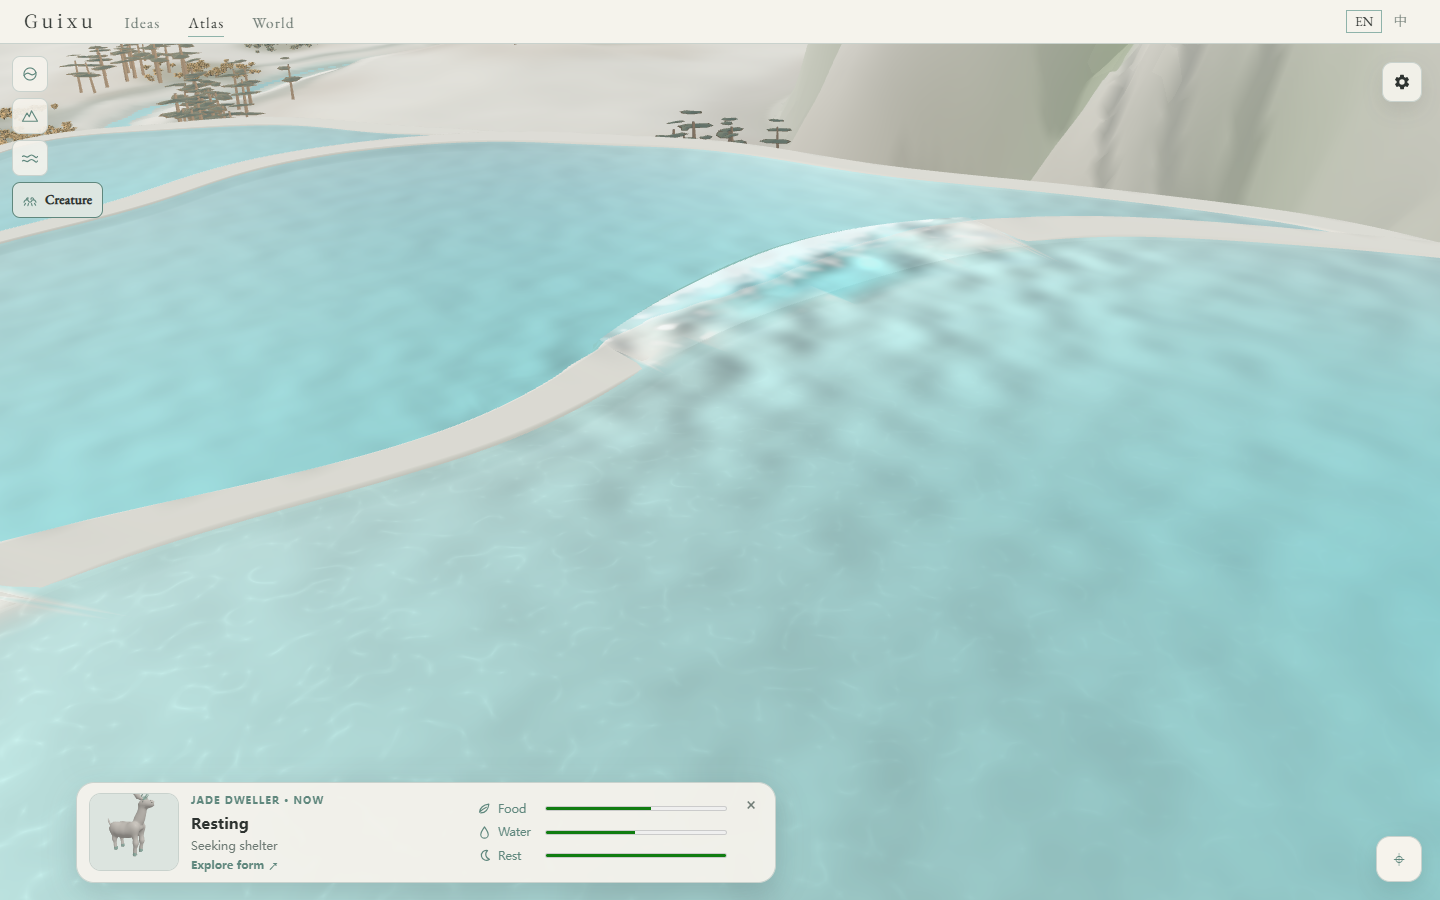 Guixu
Ideas
Atlas
World
EN
中
Creature
JADE DWELLER • NOW
Resting
Seeking shelter
Explore form ↗
Food
Water
Rest